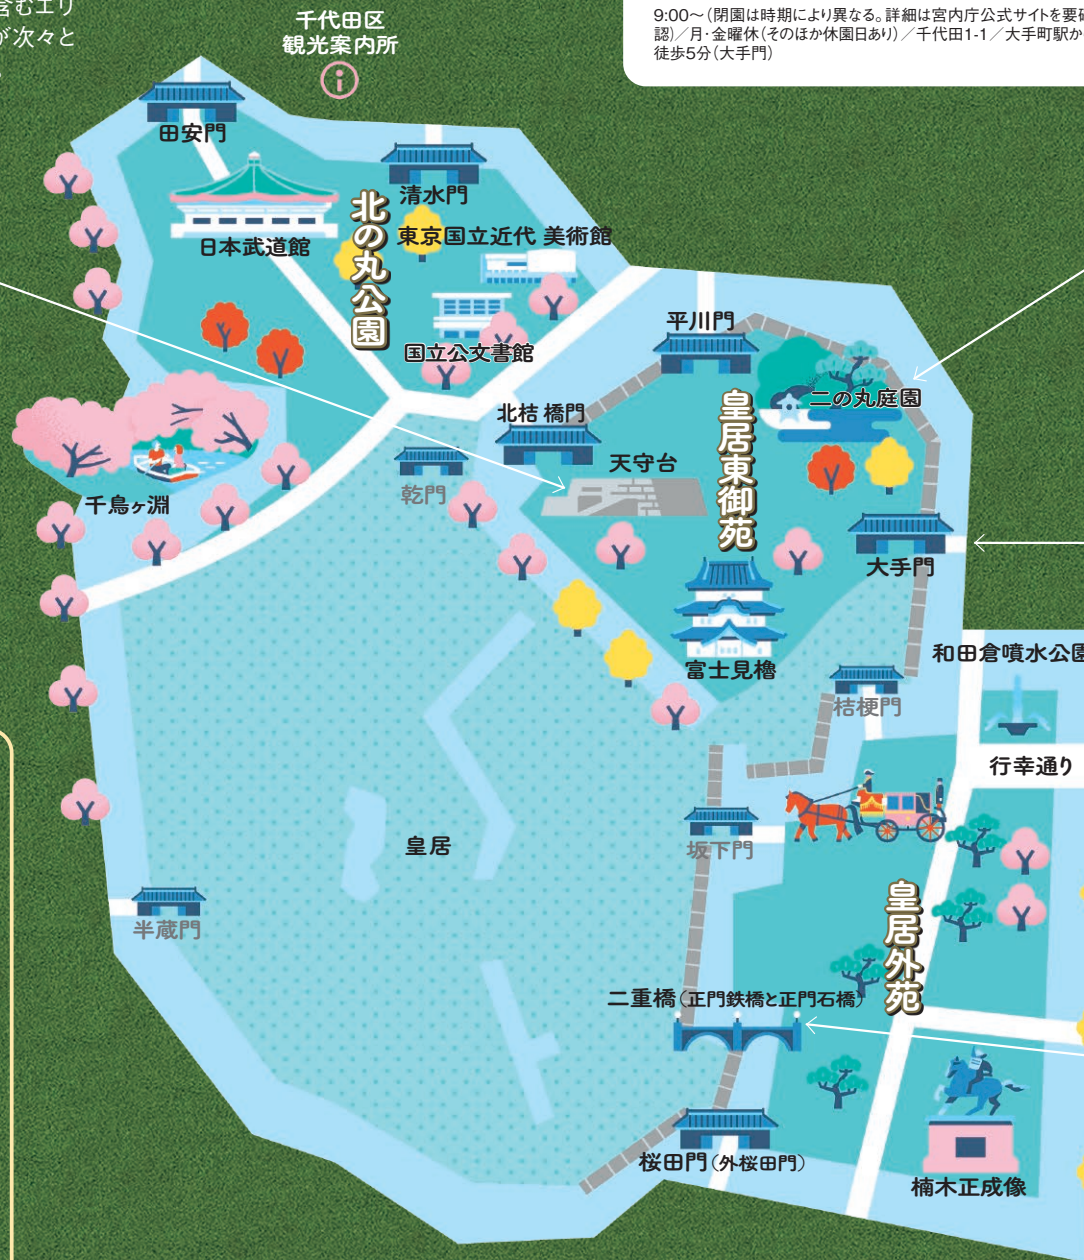 含むエリ
が次々と
千代田区
観光案内所
9:00~(閉園は時期により異なる。詳細は宮内庁公式サイトを要確
認)/月・金曜休(そのほか休園日あり)/千代田1-1/大手町駅から
徒歩5分(大手門)
田安門
清水門
北の丸公園
日本武道館
東京国立近代 美術館
国立公文書館
平川門
二の丸庭園
北桔 橋門
皇居東御苑
天守台
乾門
千鳥ヶ淵
大手門
富士見櫓
和田倉噴水公園
桔梗門
行幸通り
坂下門
皇居
皇居外苑
半蔵門
二重橋(正門鉄橋と正門石橋)
桜田門(外桜田門)
楠木正成像